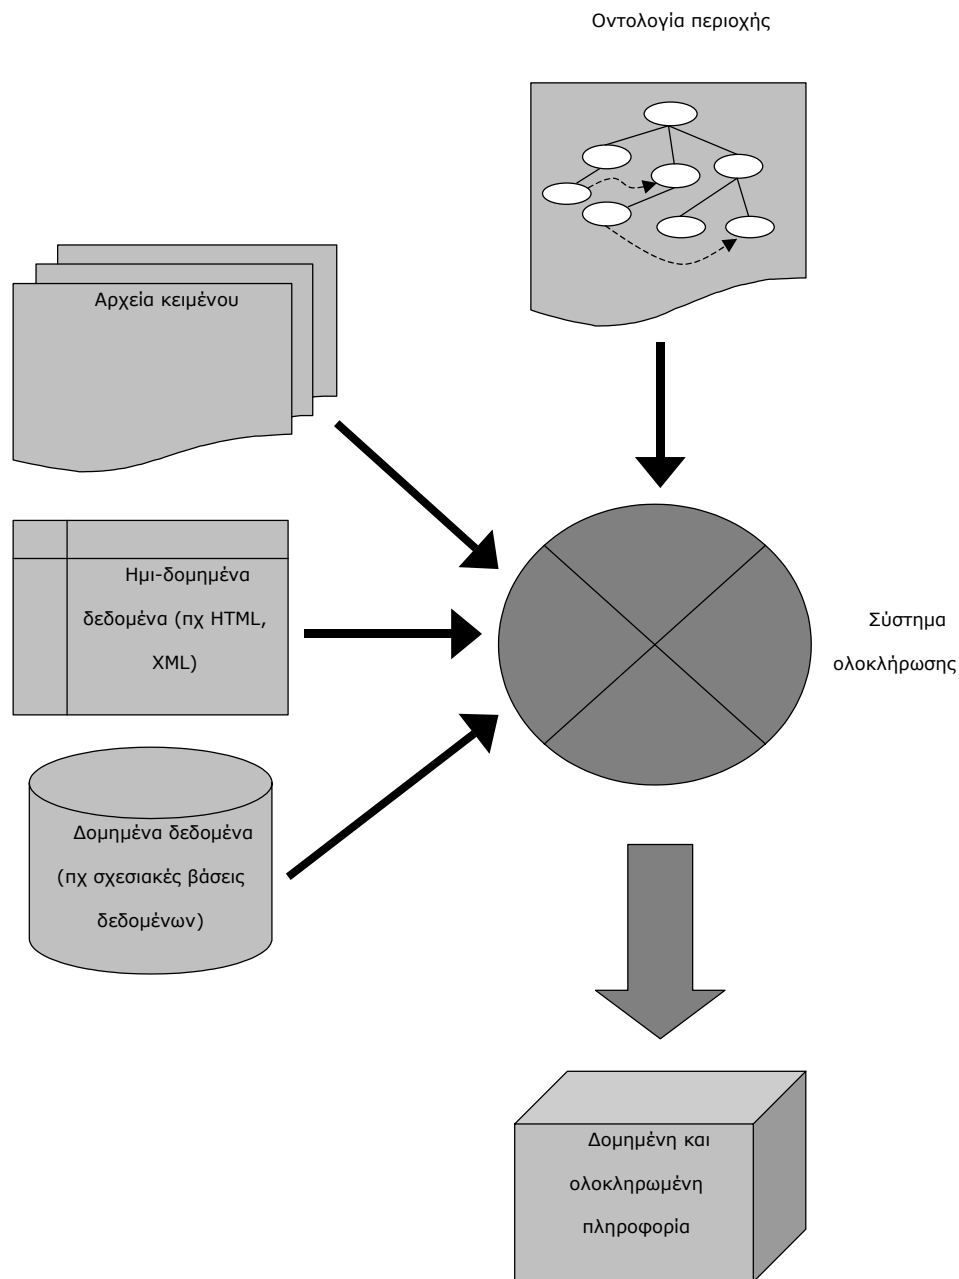 Οντολογία περιοχής
Αρχεία κειμένου
Ημι-δομημένα
δεδομένα (πχ HTML,
XML)
Σύστημα
ολοκλήρωσης
Δομημένα δεδομένα
(πχ σχεσιακές βάσεις
δεδομένων)
Δομημένη και
ολοκληρωμένη
πληροφορία